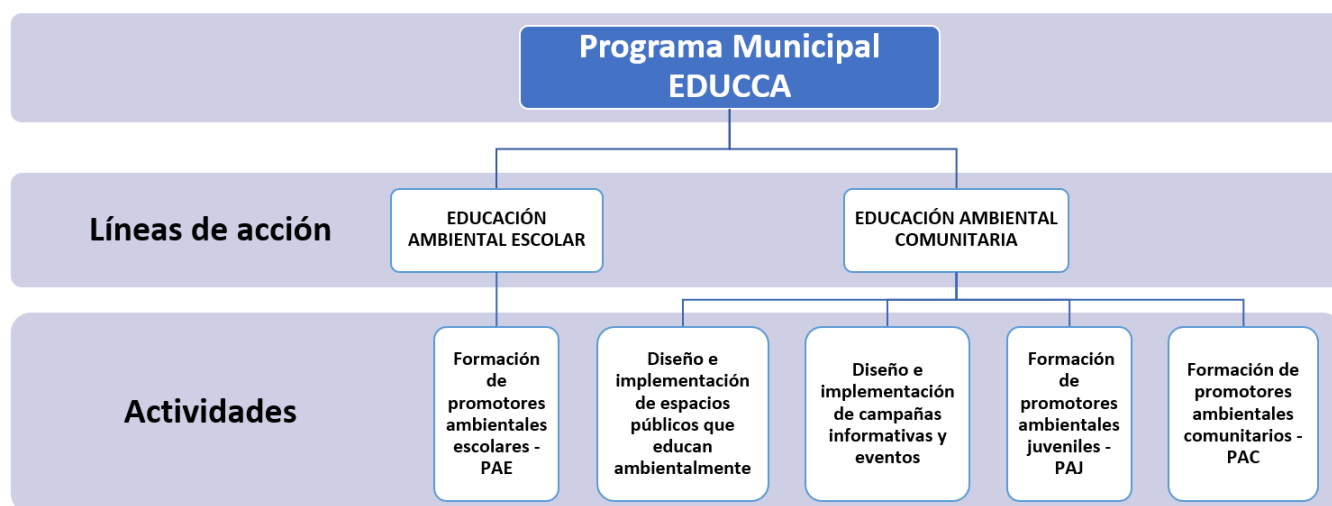 Programa Municipal
EDUCCA
Líneas de acción
EDUCACIÓN
AMBIENTAL ESCOLAR
EDUCACIÓN AMBIENTAL
COMUNITARIA
Actividades
Formación
de
promotores
ambientales
escolares -
PAE
Diseño e
implementación
de espacios
públicos que
educan
ambientalmente
Diseño e
implementación
de campañas
informativas y
eventos
Formación
de
promotores
ambientales
juveniles -
PAJ
Formación de
promotores
ambientales
comunitarios -
PAC